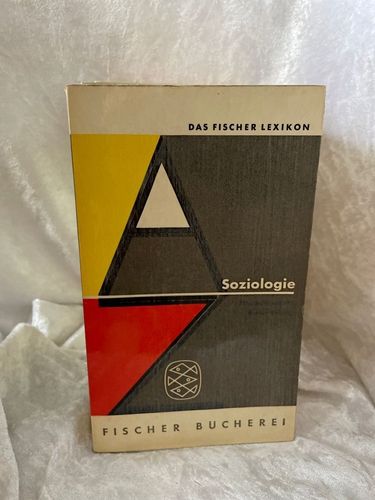 DAS FISCHER LEXIKON
Soziologie
FISCHER BÜCHEREI